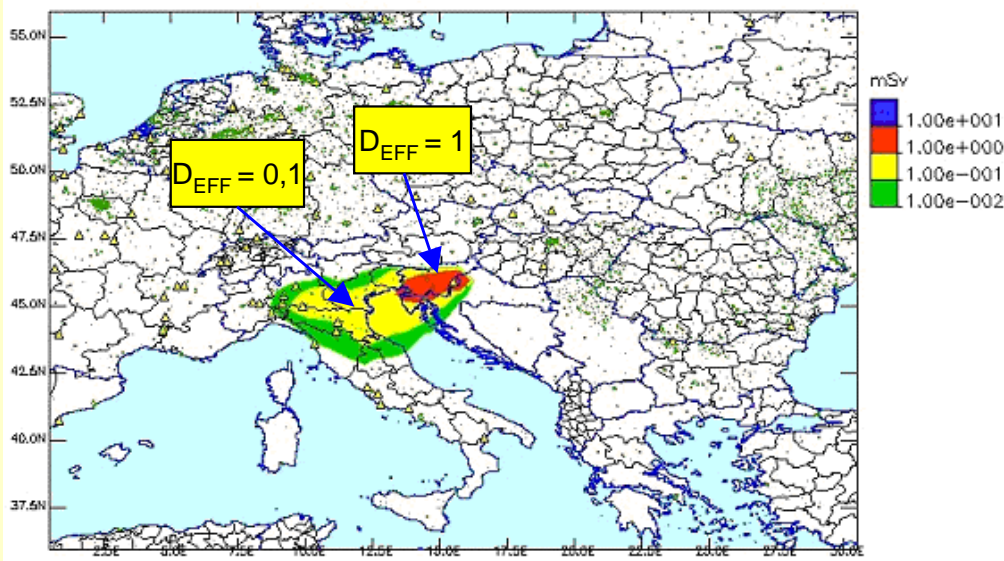 55.0N
52.5N
50.0N
47.5N
45.0N
42.5N
40.0N
37.5N
D_EFF = 0,1
D_EFF = 1
mSv
1.00e+001
1.00e+000
1.00e-001
1.00e-002
2.5E 5.0E 7.5E 10.0E 12.5E 15.0E 17.5E 20.0E 22.5E 25.0E 27.5E 30.0E